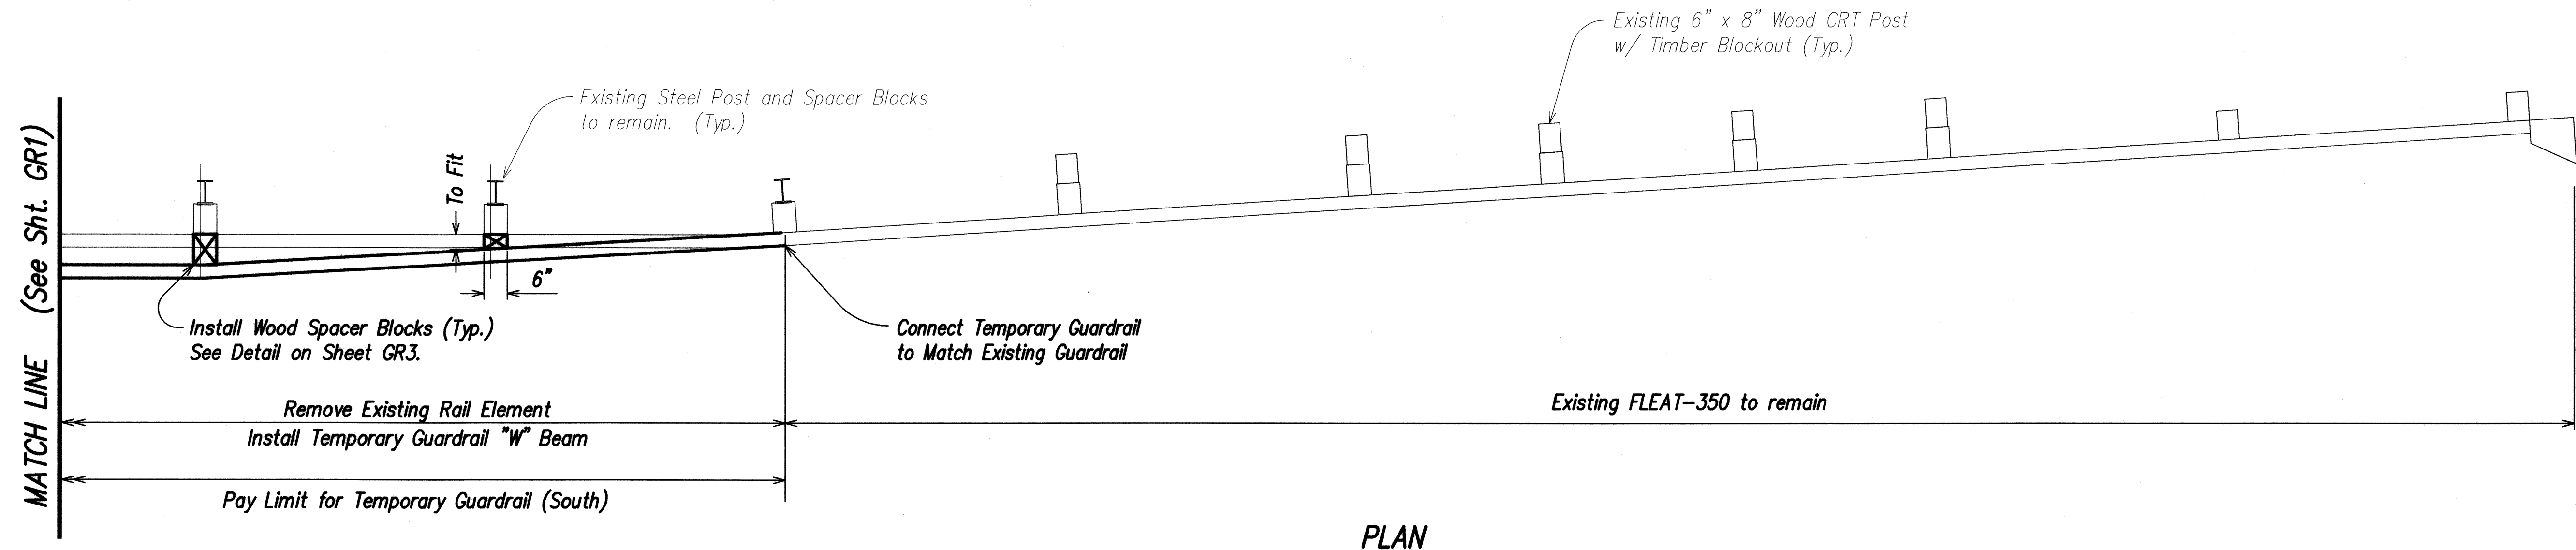 Existing 6" x 8" Wood CRT Post
w/ Timber Blockout (Typ.)
Existing Steel Post and Spacer Blocks
to remain. (Typ.)
MATCH LINE (See Sht. GR1)
To Fit
6"
Install Wood Spacer Blocks (Typ.)
See Detail on Sheet GR3.
Connect Temporary Guardrail
to Match Existing Guardrail
Remove Existing Rail Element
Install Temporary Guardrail "W" Beam
Existing FLEAT-350 to remain
Pay Limit for Temporary Guardrail (South)
PLAN